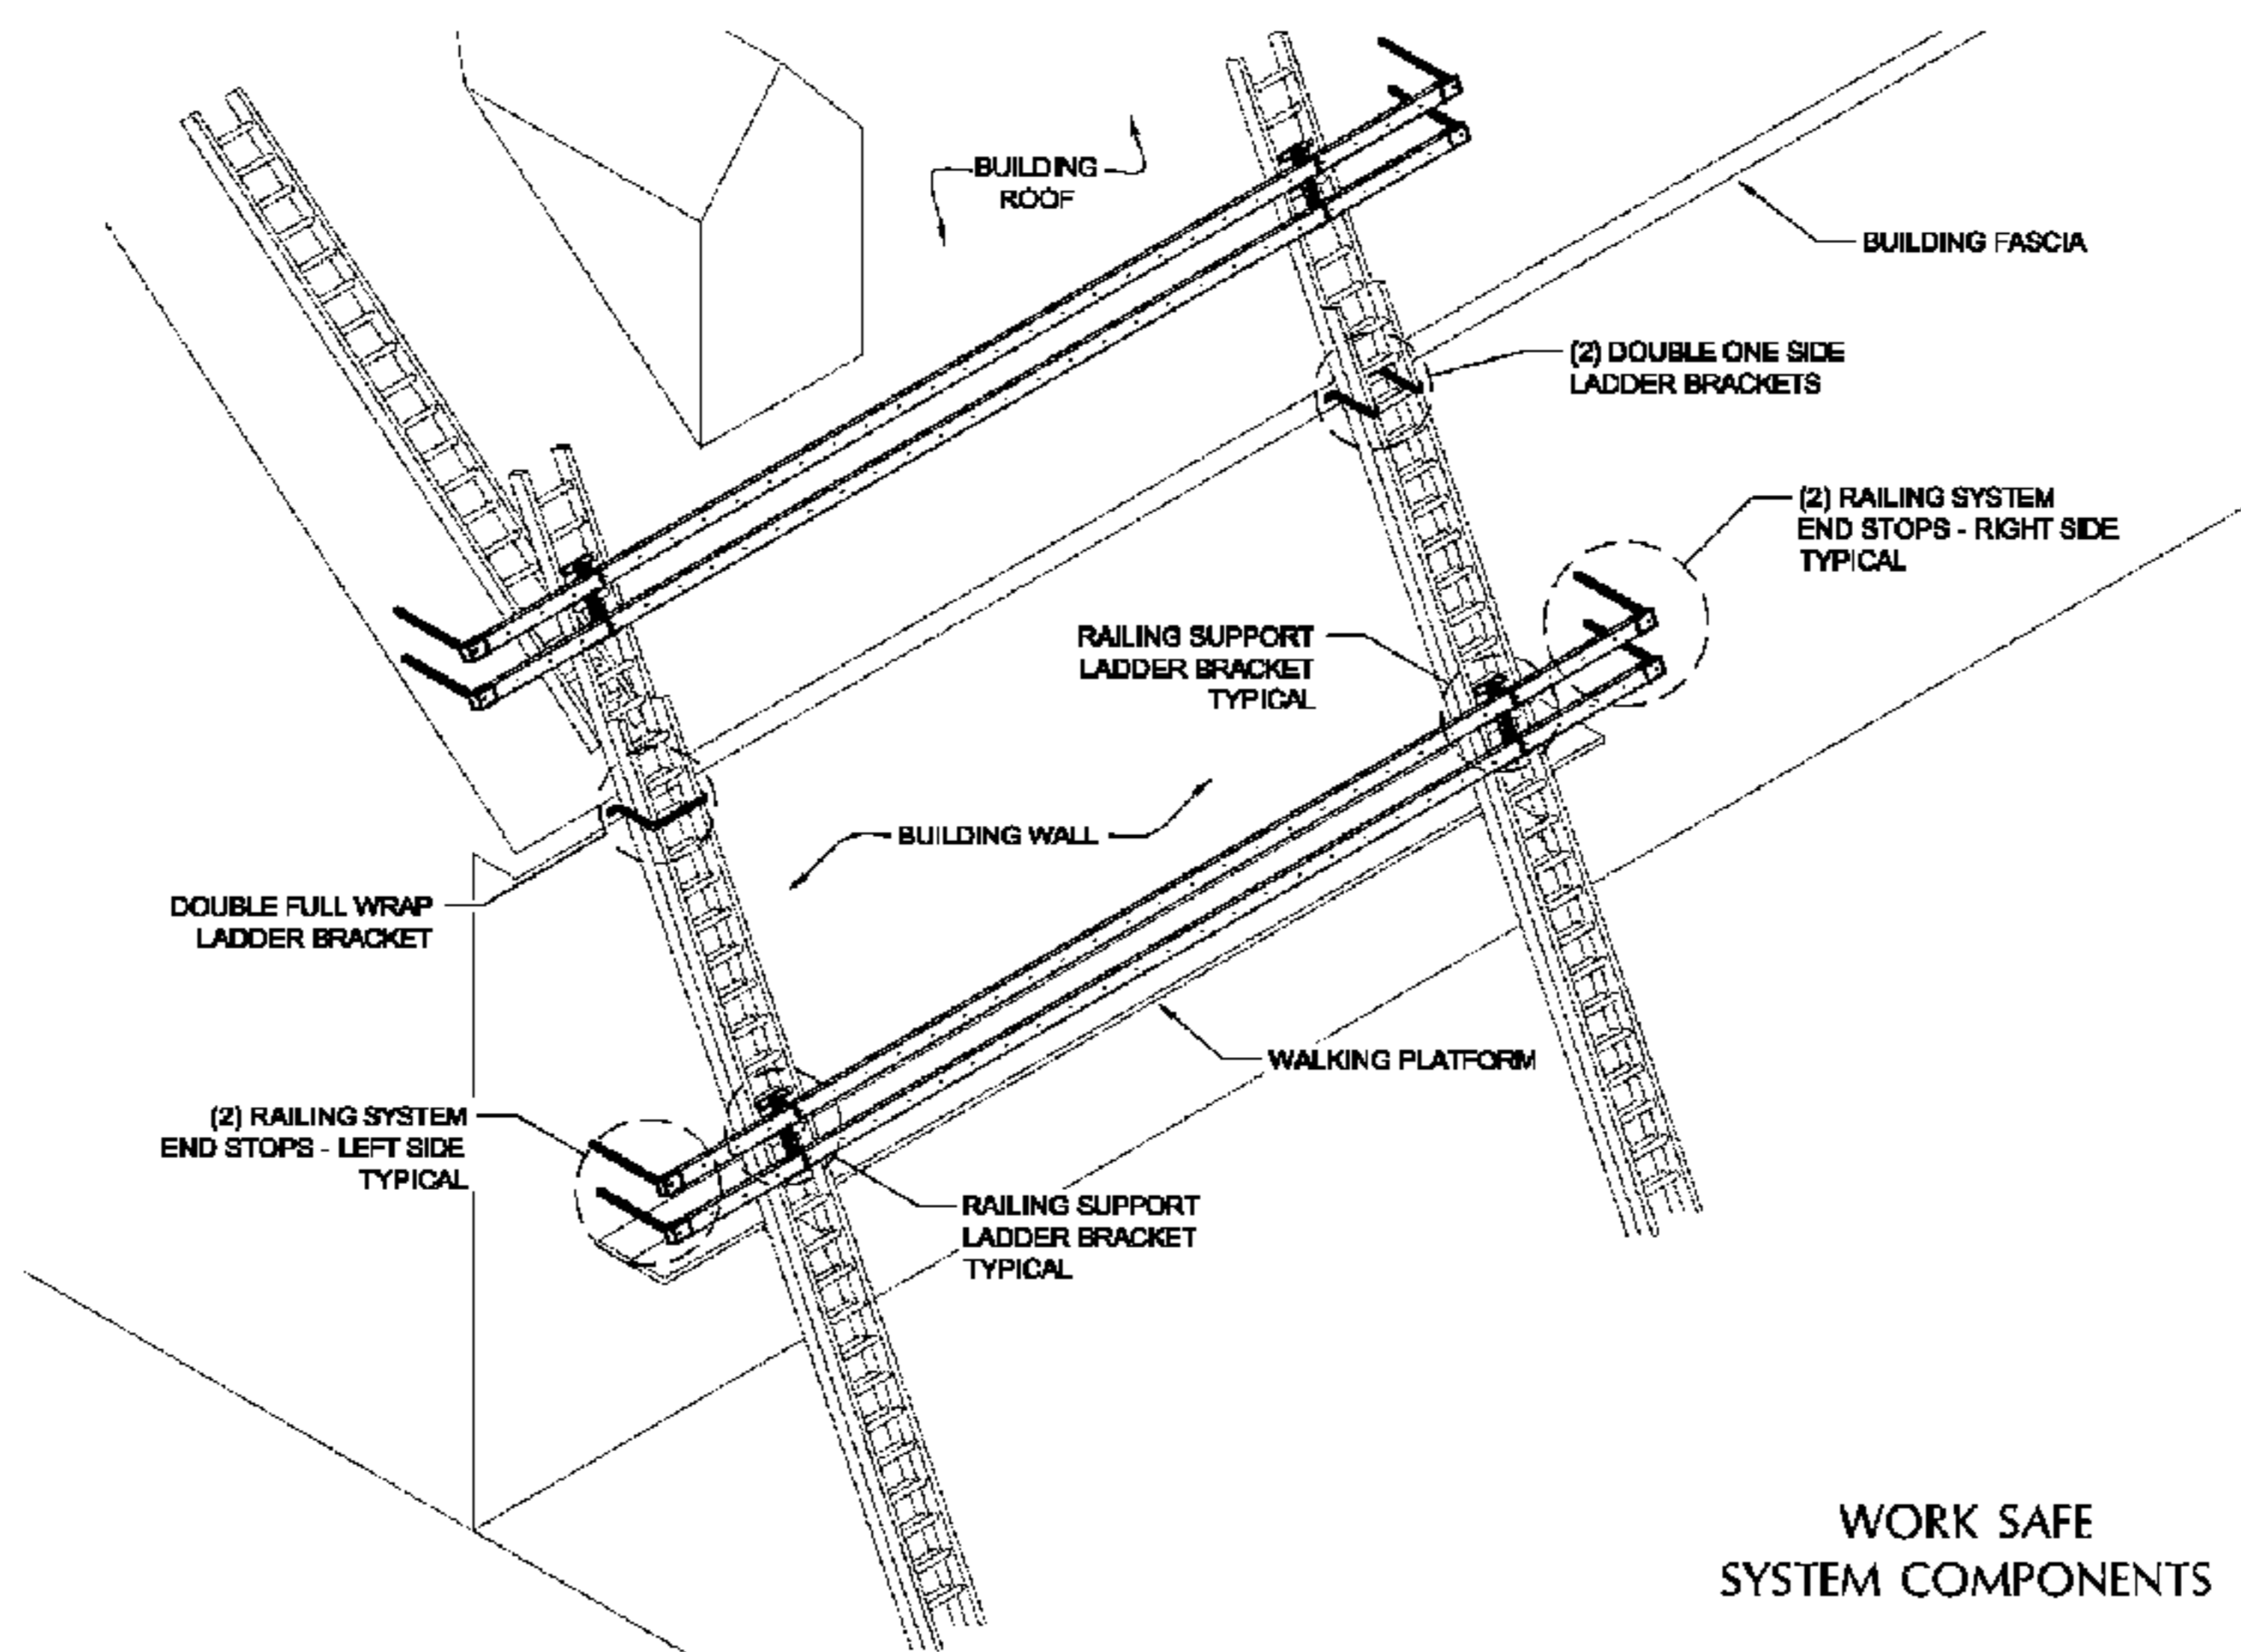 BUILDING
ROOF
BUILDING FASCIA
(2) DOUBLE ONE SIDE
LADDER BRACKETS
(2) RAILING SYSTEM
END STOPS - RIGHT SIDE
TYPICAL
RAILING SUPPORT
LADDER BRACKET
TYPICAL
BUILDING WALL
DOUBLE FULL WRAP
LADDER BRACKET
WALKING PLATFORM
(2) RAILING SYSTEM
END STOPS - LEFT SIDE
TYPICAL
RAILING SUPPORT
LADDER BRACKET
TYPICAL
WORK SAFE
SYSTEM COMPONENTS